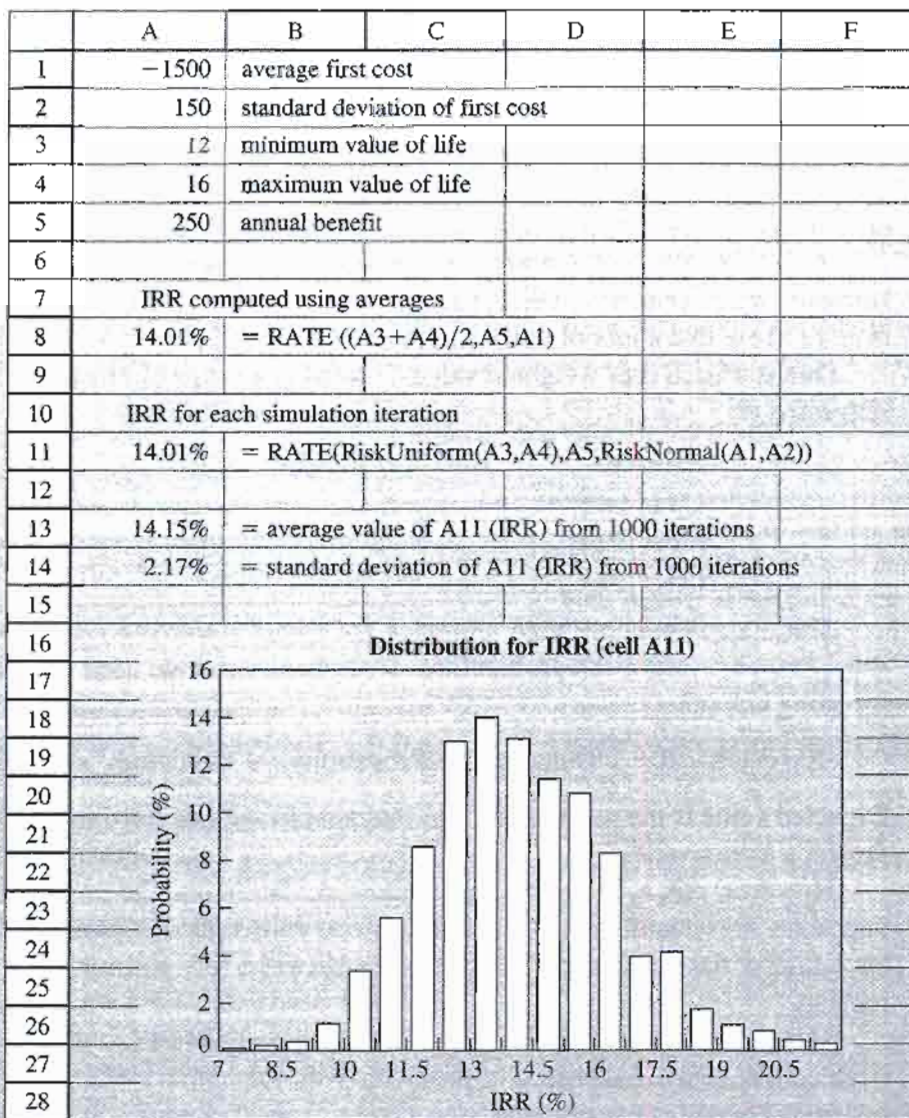 A B C D E F
1 −1500 average first cost
2 150 standard deviation of first cost
3 12 minimum value of life
4 16 maximum value of life
5 250 annual benefit
6
7 IRR computed using averages
8 14.01% = RATE ((A3+A4)/2,A5,A1)
9
10 IRR for each simulation iteration
11 14.01% = RATE(RiskUniform(A3,A4),A5,RiskNormal(A1,A2))
12
13 14.15% = average value of A11 (IRR) from 1000 iterations
14 2.17% = standard deviation of A11 (IRR) from 1000 iterations
15
16 Distribution for IRR (cell A11)
17
18
19
20
21
22
23
24
25
26
27
28
Probability (%)
16
14
12
10
8
6
4
2
0
7 8.5 10 11.5 13 14.5 16 17.5 19 20.5
IRR (%)